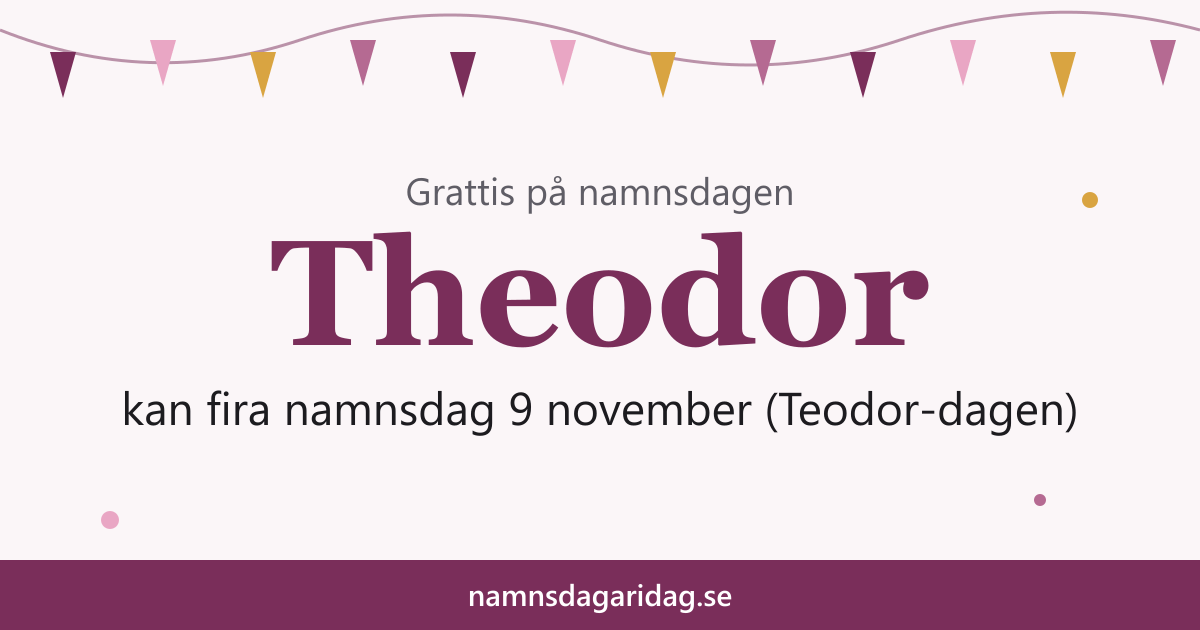 Grattis på namnsdagen
Theodor
kan fira namnsdag 9 november (Teodor-dagen)
namnsdagaridag.se